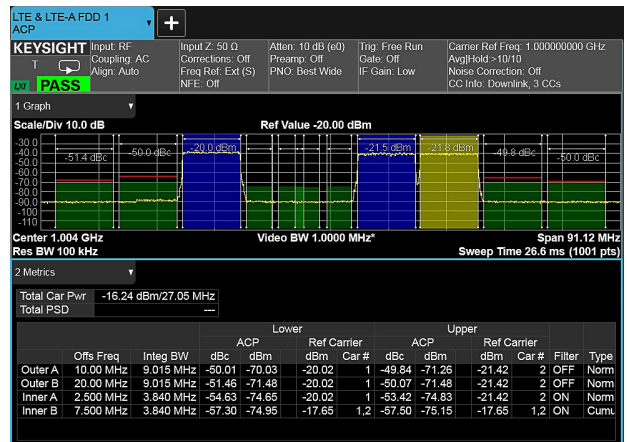 LTE & LTE-A FDD 1
ACP
KEYSIGHT Input: RF Input Z: 50 Ω Atten: 10 dB (e0) Trig: Free Run Carrier Ref Freq: 1.000000000 GHz
Coupling: AC Corrections: Off Preamp: Off Gate: Off Avg|Hold:>10/10
T Align: Auto Freq Ref: Ext (S) PNO: Best Wide IF Gain: Low Noise Correction: Off
LXI PASS NFE: Off CC Info: Downlink, 3 CCs
1 Graph
Scale/Div 10.0 dB Ref Value -20.00 dBm
-30.0
-40.0
-50.0
-60.0
-70.0
-80.0
-90.0
-100
-110
-51.4 dBc -50.0 dBc -20.0 dBm -21.5 dBm -21.8 dBm -49.8 dBc -50.0 dBc
Center 1.004 GHz Video BW 1.0000 MHz* Span 91.12 MHz
Res BW 100 kHz Sweep Time 26.6 ms (1001 pts)
2 Metrics
Total Car Pwr -16.24 dBm/27.05 MHz
Total PSD ---
Lower Upper
ACP Ref Carrier ACP Ref Carrier
Offs Freq Integ BW dBc dBm dBm Car # dBc dBm dBm Car # Filter Type
Outer A 10.00 MHz 9.015 MHz -50.01 -70.03 -20.02 1 -49.84 -71.26 -21.42 2 OFF Norm
Outer B 20.00 MHz 9.015 MHz -51.46 -71.48 -20.02 1 -50.07 -71.48 -21.42 2 OFF Norm
Inner A 2.500 MHz 3.840 MHz -54.63 -74.65 -20.02 1 -53.42 -74.83 -21.42 2 ON Norm
Inner B 7.500 MHz 3.840 MHz -57.30 -74.95 -17.65 1,2 -57.50 -75.15 -17.65 1,2 ON Cumu